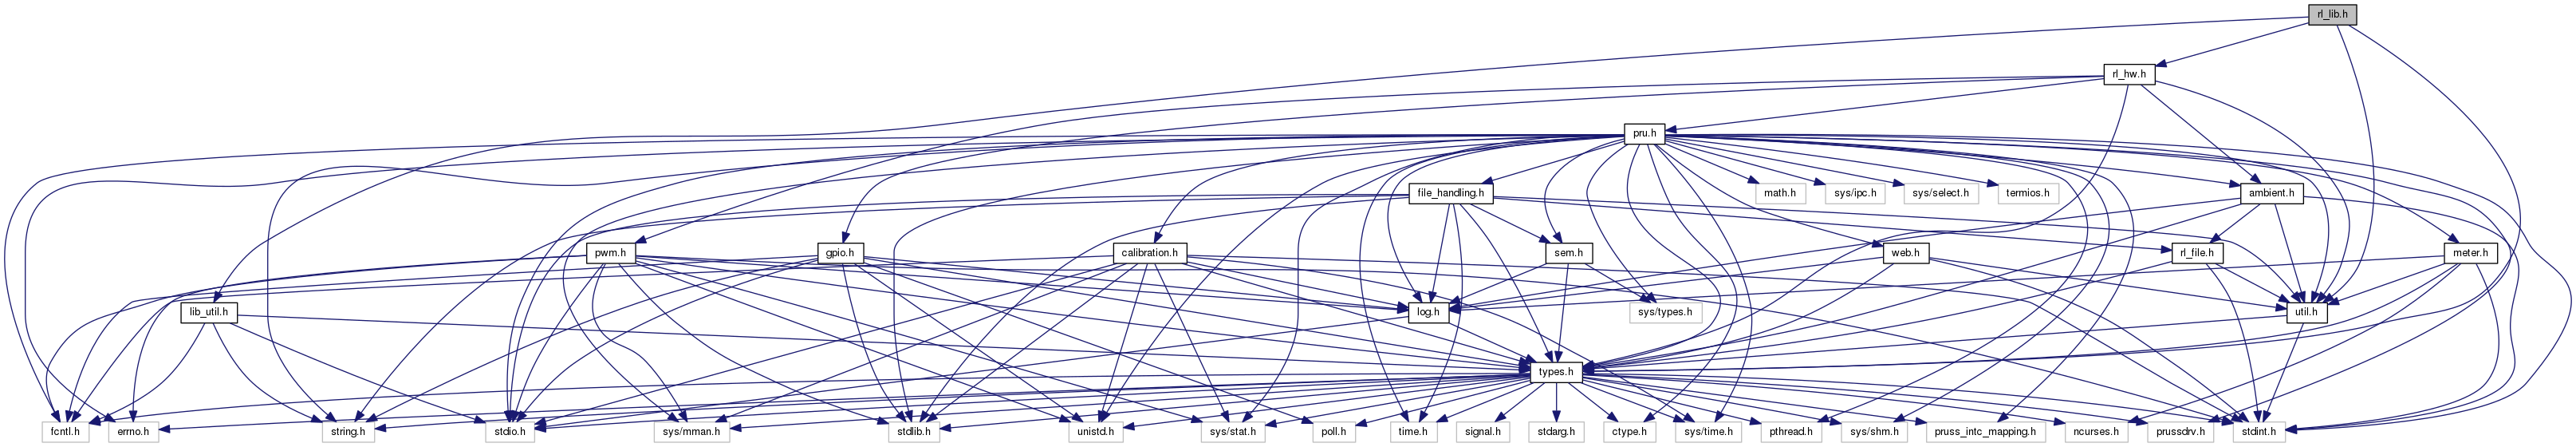 rl_lib.h
rl_hw.h
pru.h
file_handling.h
math.h
sys/ipc.h
sys/select.h
termios.h
ambient.h
pwm.h
gpio.h
calibration.h
sem.h
web.h
rl_file.h
meter.h
lib_util.h
log.h
sys/types.h
util.h
types.h
fcntl.h
errno.h
string.h
stdio.h
sys/mman.h
stdlib.h
unistd.h
sys/stat.h
poll.h
time.h
signal.h
stdarg.h
ctype.h
sys/time.h
pthread.h
sys/shm.h
pruss_intc_mapping.h
ncurses.h
prussdrv.h
stdint.h